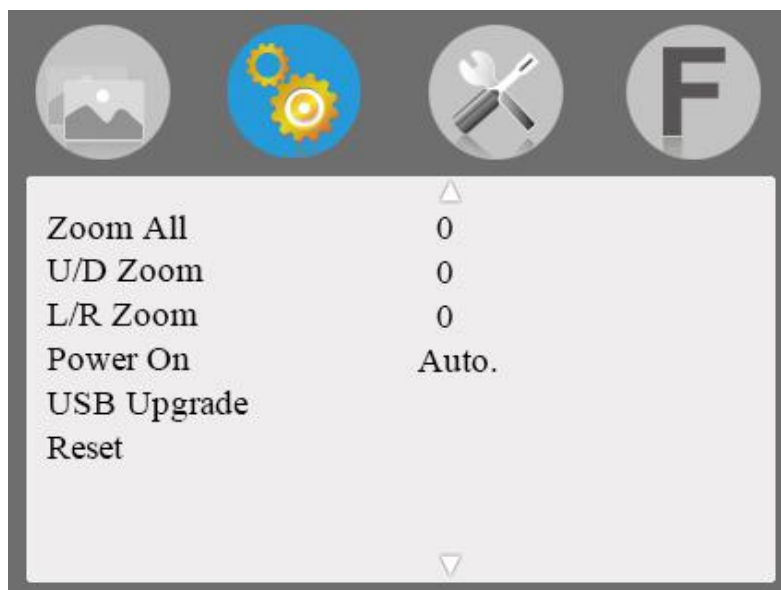 F
Zoom All 0
U/D Zoom 0
L/R Zoom 0
Power On Auto.
USB Upgrade
Reset